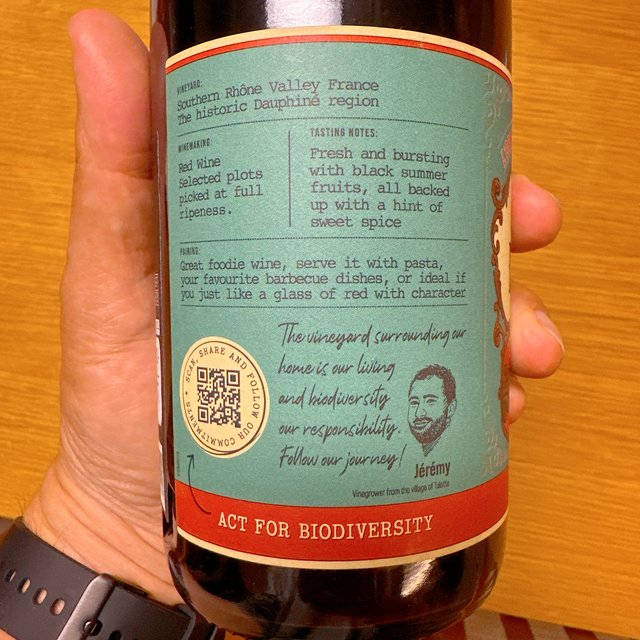 VINEYARD:
Southern Rhône Valley France
The historic Dauphiné region
WINEMAKING:
Red Wine
Selected plots
picked at full
ripeness.
TASTING NOTES:
Fresh and bursting
with black summer
fruits, all backed
up with a hint of
sweet spice
PAIRING:
Great foodie wine, serve it with pasta,
your favourite barbecue dishes, or ideal if
you just like a glass of red with character
SCAN, SHARE AND FOLLOW OUR COMMITMENTS
The vineyard surrounding our
home is our living
and biodiversity
our responsibility.
Follow our journey!
Jérémy
Vinegrower from the village of Tulette
ACT FOR BIODIVERSITY